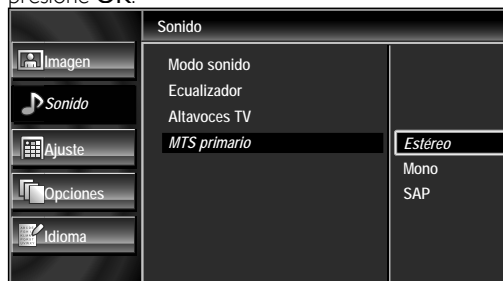 presione OK.
Sonido
Imagen
Sonido
Ajuste
Opciones
Idioma
Modo sonido
Ecualizador
Altavoces TV
MTS primario
Estéreo
Mono
SAP